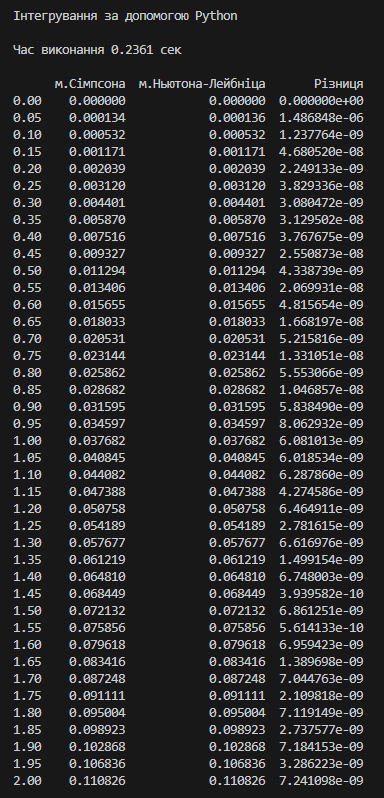 Інтегрування за допомогою Python
Час виконання 0.2361 сек
м.Сімпсона м.Ньютона-Лейбніца Різниця
0.00 0.000000 0.000000 0.000000e+00
0.05 0.000134 0.000136 1.486848e-06
0.10 0.000532 0.000532 1.237764e-09
0.15 0.001171 0.001171 4.680520e-08
0.20 0.002039 0.002039 2.249133e-09
0.25 0.003120 0.003120 3.829336e-08
0.30 0.004401 0.004401 3.080472e-09
0.35 0.005870 0.005870 3.129502e-08
0.40 0.007516 0.007516 3.767675e-09
0.45 0.009327 0.009327 2.550873e-08
0.50 0.011294 0.011294 4.338739e-09
0.55 0.013406 0.013406 2.069931e-08
0.60 0.015655 0.015655 4.815654e-09
0.65 0.018033 0.018033 1.668197e-08
0.70 0.020531 0.020531 5.215816e-09
0.75 0.023144 0.023144 1.331051e-08
0.80 0.025862 0.025862 5.553066e-09
0.85 0.028682 0.028682 1.046857e-08
0.90 0.031595 0.031595 5.838490e-09
0.95 0.034597 0.034597 8.062932e-09
1.00 0.037682 0.037682 6.081013e-09
1.05 0.040845 0.040845 6.018534e-09
1.10 0.044082 0.044082 6.287860e-09
1.15 0.047388 0.047388 4.274586e-09
1.20 0.050758 0.050758 6.464911e-09
1.25 0.054189 0.054189 2.781615e-09
1.30 0.057677 0.057677 6.616976e-09
1.35 0.061219 0.061219 1.499154e-09
1.40 0.064810 0.064810 6.748003e-09
1.45 0.068449 0.068449 3.939582e-10
1.50 0.072132 0.072132 6.861251e-09
1.55 0.075856 0.075856 5.614133e-10
1.60 0.079618 0.079618 6.959423e-09
1.65 0.083416 0.083416 1.389698e-09
1.70 0.087248 0.087248 7.044763e-09
1.75 0.091111 0.091111 2.109818e-09
1.80 0.095004 0.095004 7.119149e-09
1.85 0.098923 0.098923 2.737577e-09
1.90 0.102868 0.102868 7.184153e-09
1.95 0.106836 0.106836 3.286223e-09
2.00 0.110826 0.110826 7.241098e-09